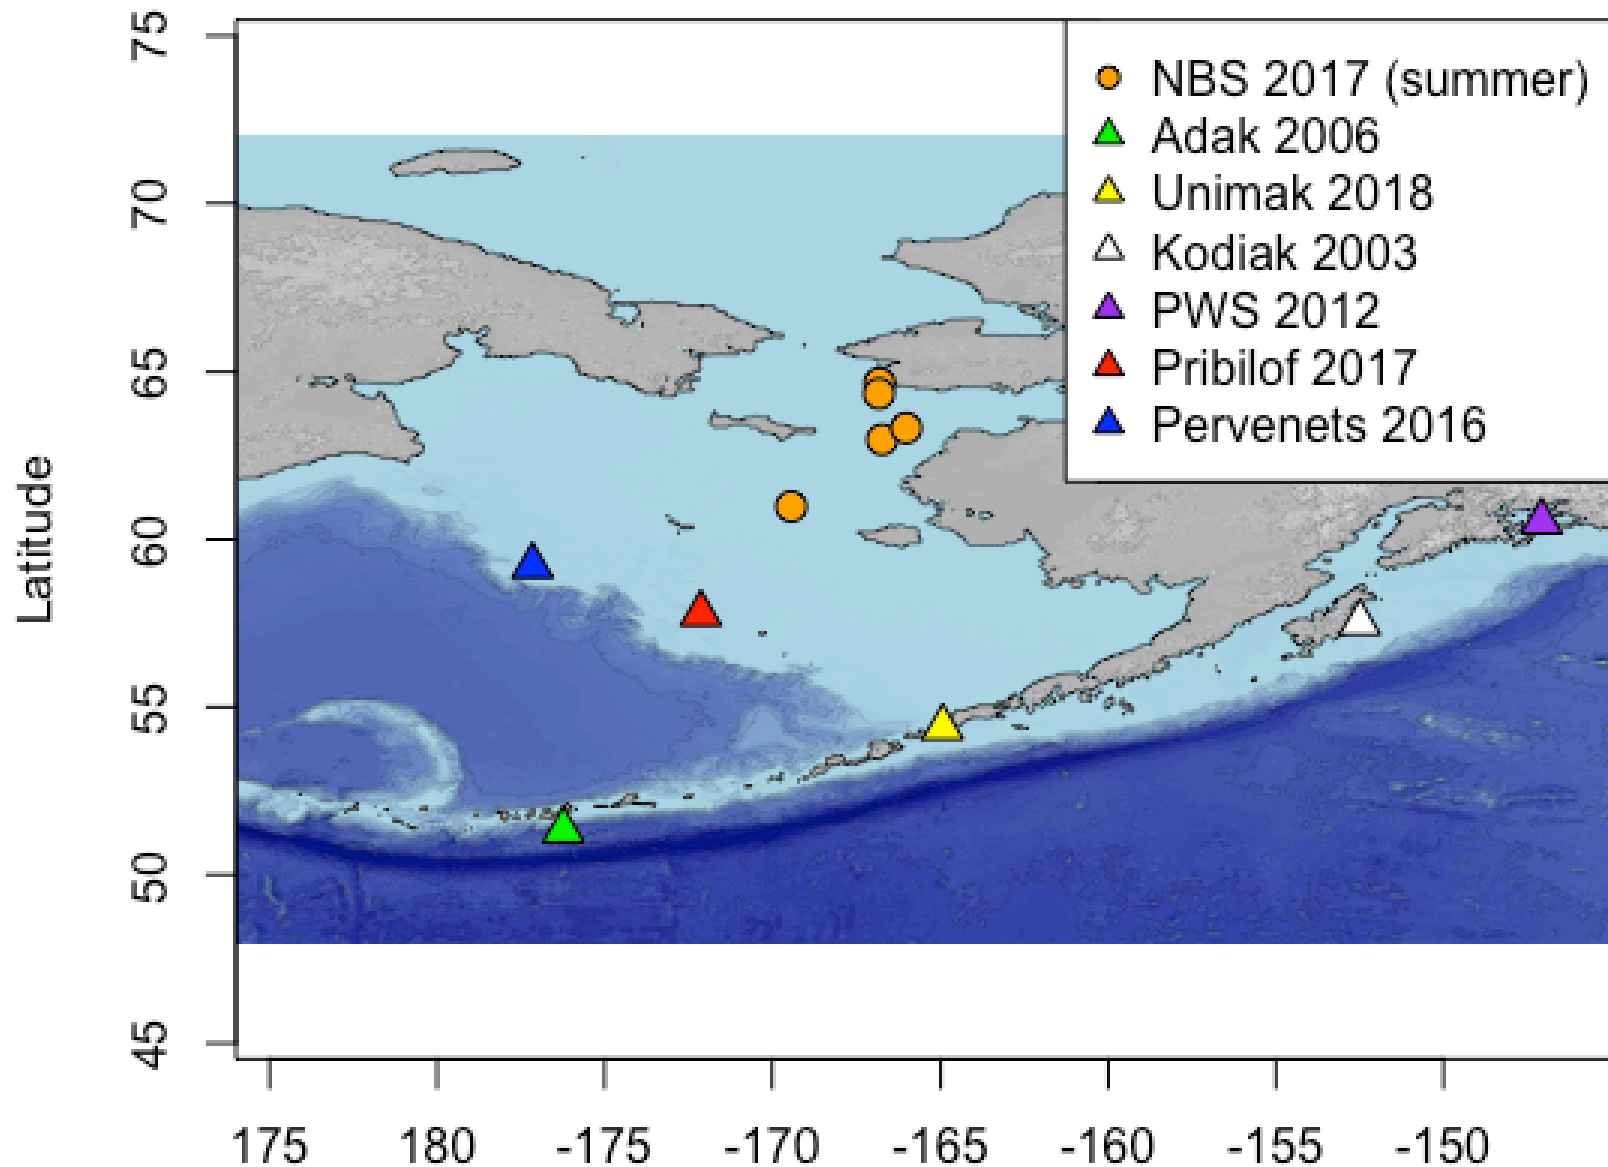 75
70
65
60
55
50
45
Latitude
NBS 2017 (summer)
Adak 2006
Unimak 2018
Kodiak 2003
PWS 2012
Pribilof 2017
Pervenets 2016
175 180 -175 -170 -165 -160 -155 -150